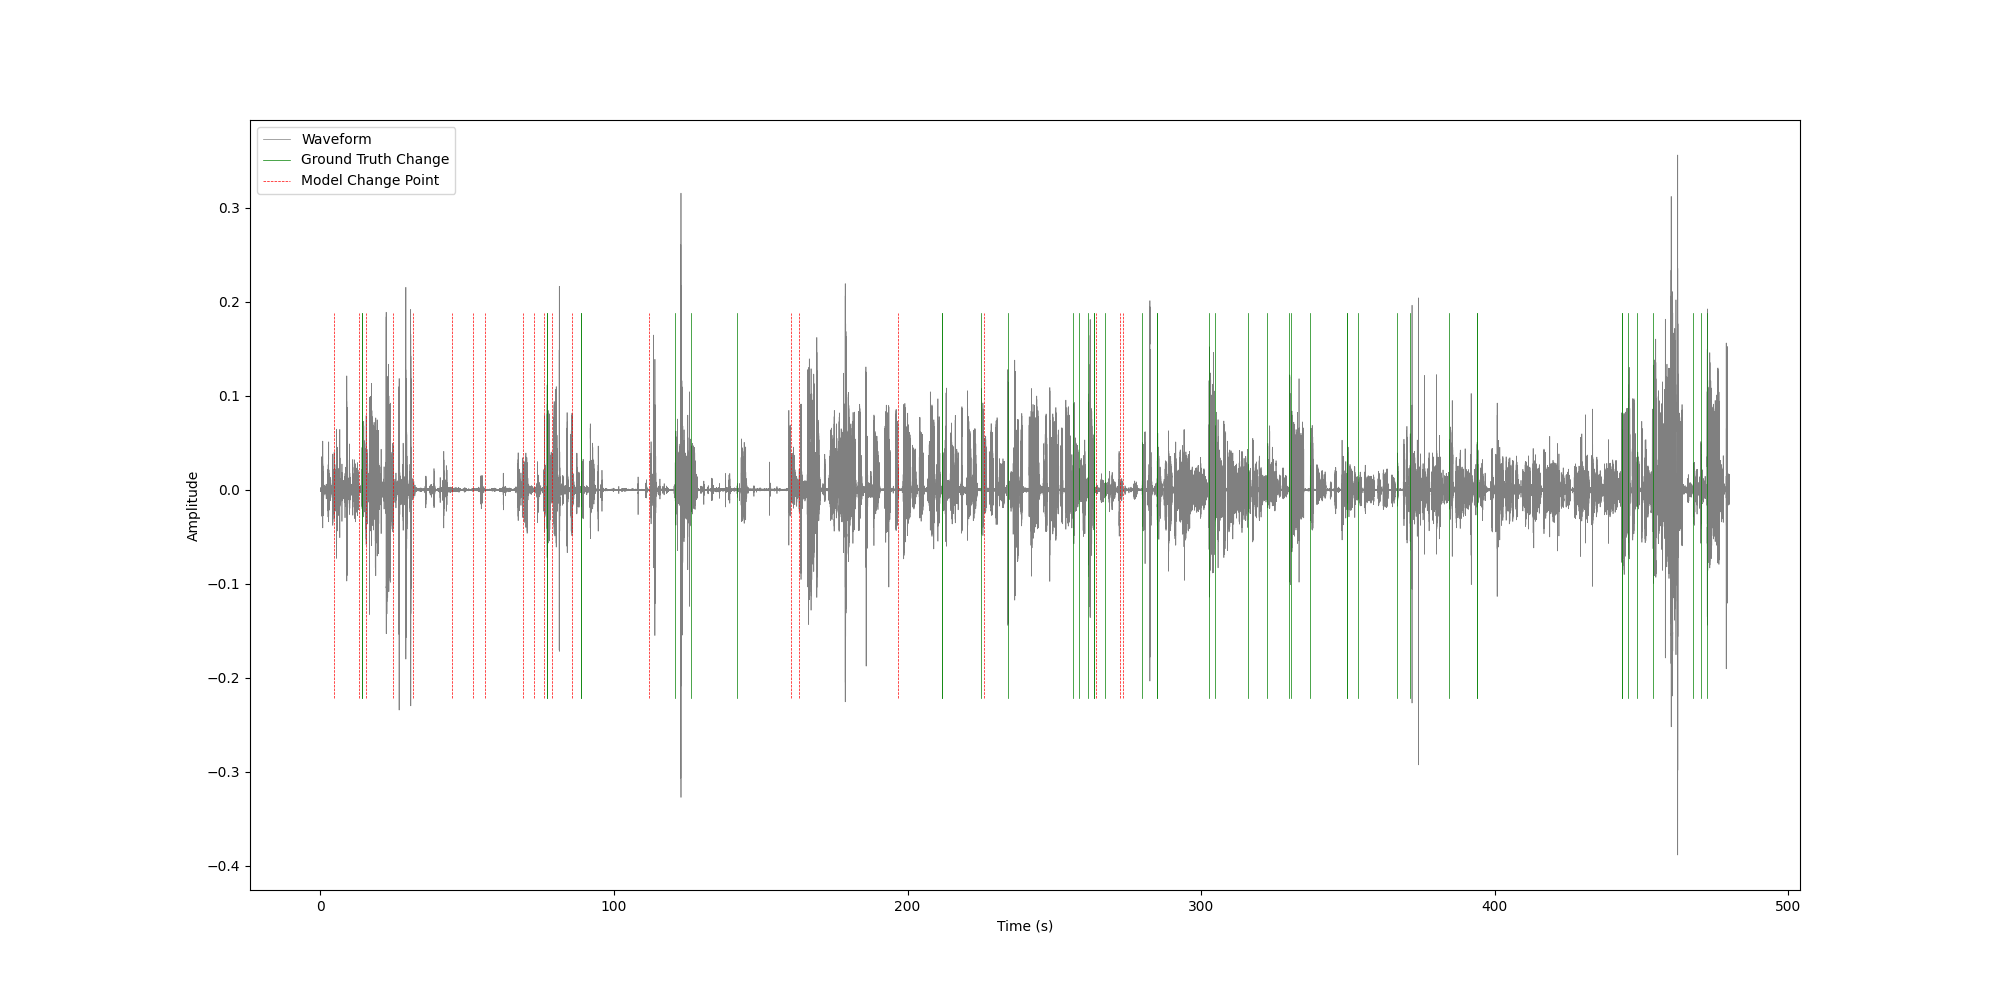 Waveform
Ground Truth Change
Model Change Point
0.3
0.2
0.1
0.0
−0.1
−0.2
−0.3
−0.4
Amplitude
0 100 200 300 400 500
Time (s)